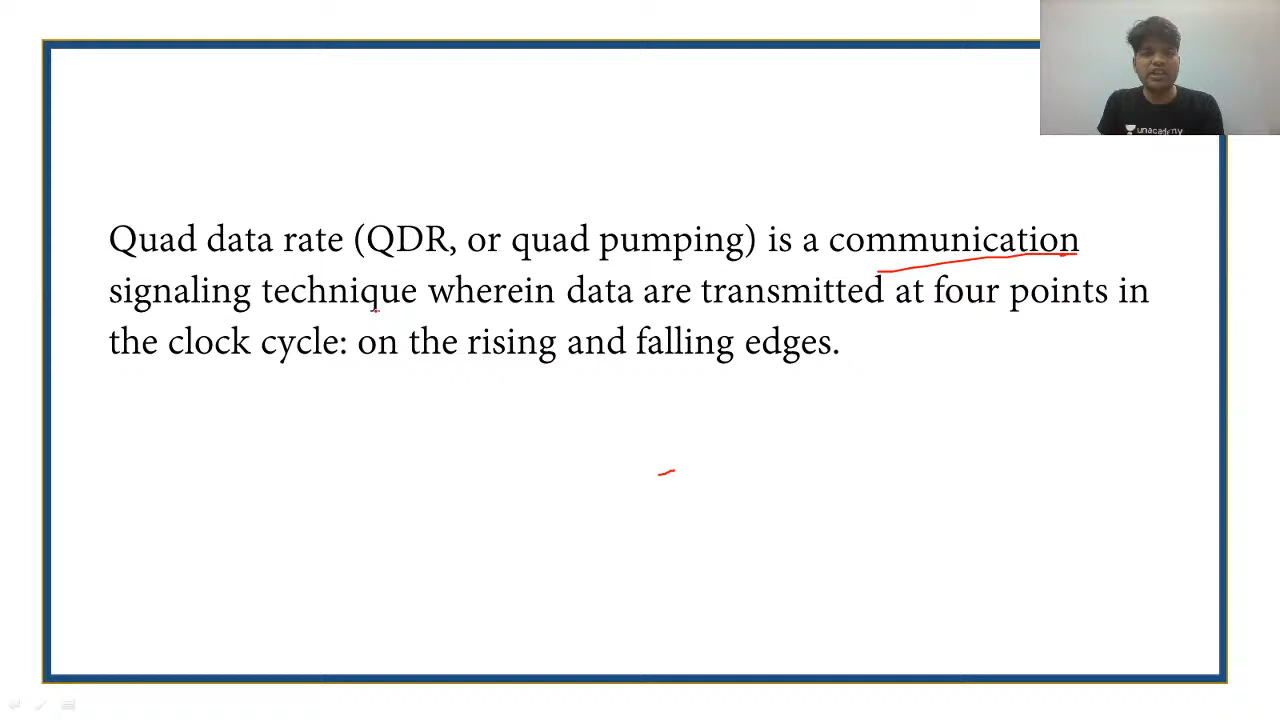 unacademy
Quad data rate (QDR, or quad pumping) is a communication
signaling technique wherein data are transmitted at four points in
the clock cycle: on the rising and falling edges.